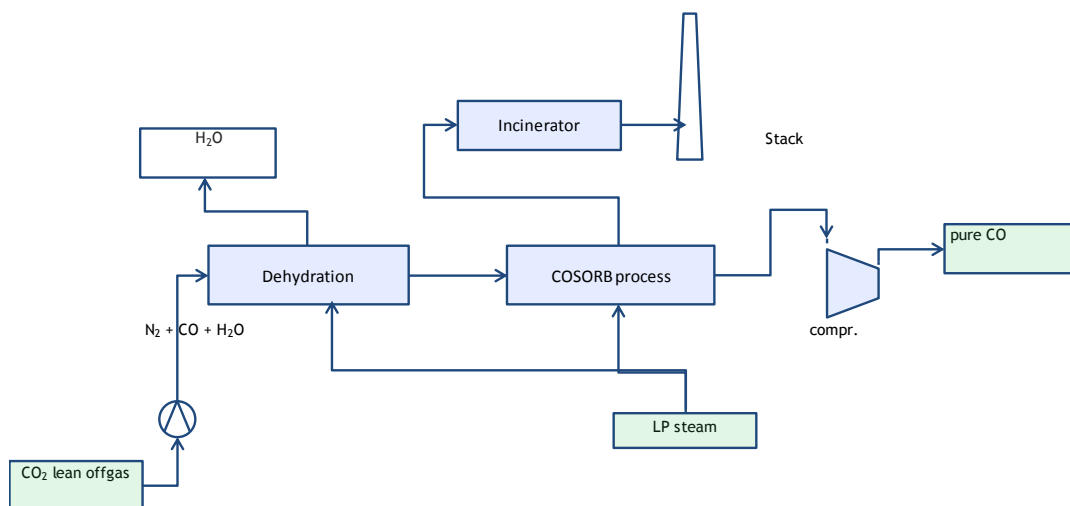 Incinerator
Stack
H₂O
pure CO
Dehydration
COSORB process
N₂ + CO + H₂O
compr.
LP steam
CO₂ lean offgas